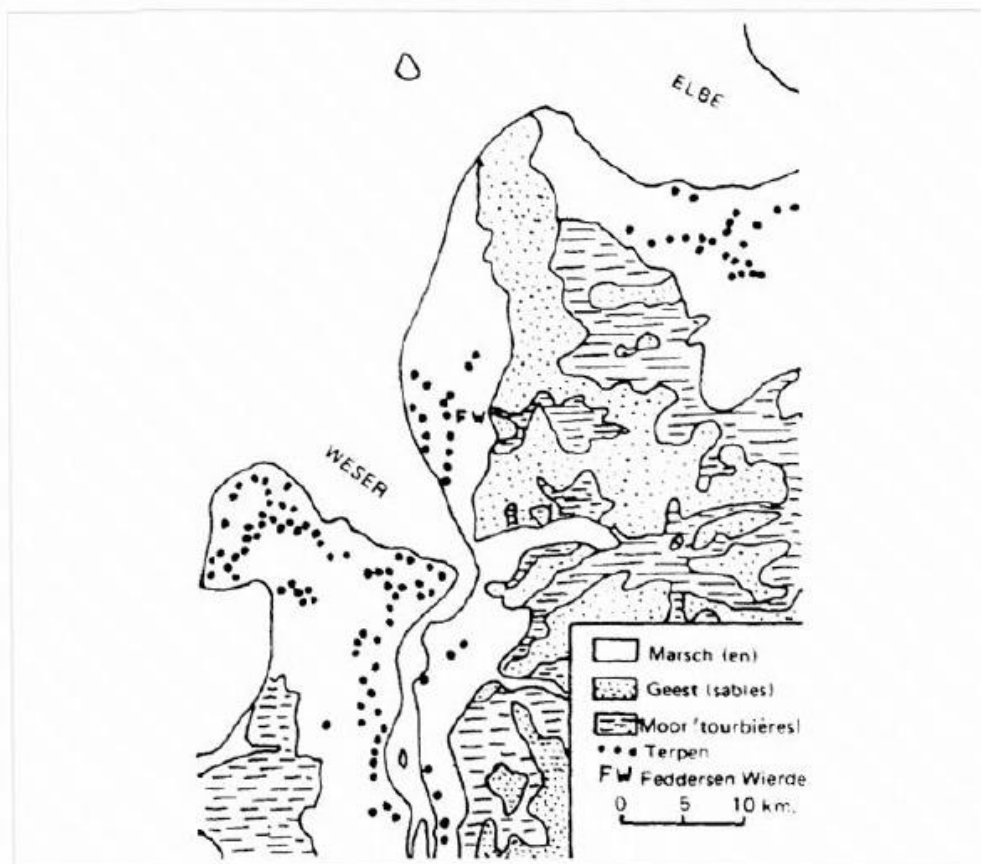 ELBE
WESER
FW
Marsch (en)
Geest (sables)
Moor (tourbières)
Terpen
FW Feddersen Wierde
0 5 10 km.